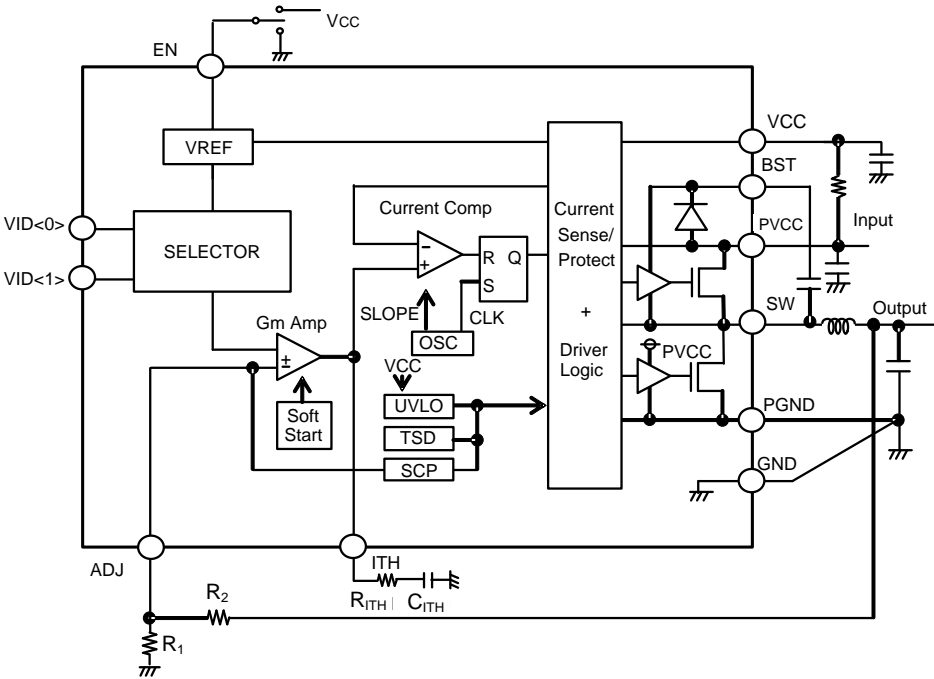 VCC
EN
VCC
BST
VREF
Current Comp
Current
Sense/
Protect
+
Driver
Logic
VID<0>
VID<1>
SELECTOR
−
+
R Q
S
PVCC
Input
SLOPE
OSC
CLK
SW
Output
Gm Amp
±
Soft
Start
VCC
UVLO
TSD
SCP
PVCC
PGND
GND
ADJ
ITH
RITH
CITH
R2
R1